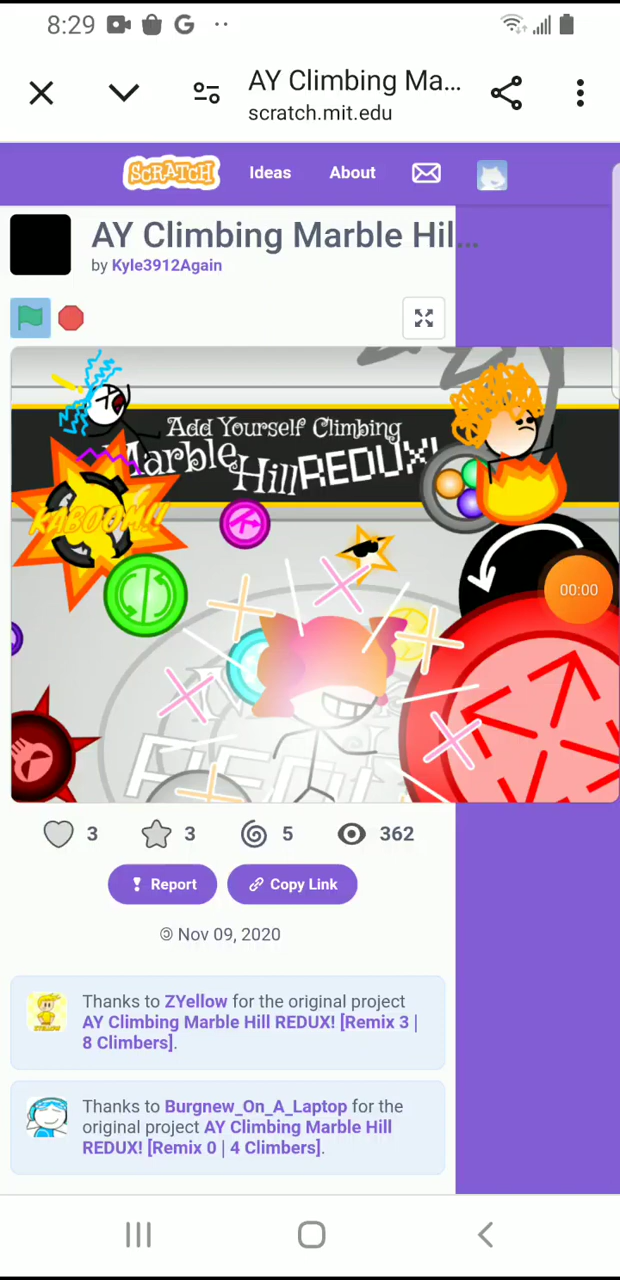 8:29
AY Climbing Ma...
scratch.mit.edu
SCRATCH
Ideas
About
AY Climbing Marble Hil...
by Kyle3912Again
Add Yourself Climbing
Marble Hill REDUX!
KABOOM!!
00:00
3
3
5
362
Report
Copy Link
Nov 09, 2020
Thanks to ZYellow for the original project
AY Climbing Marble Hill REDUX! [Remix 3 |
8 Climbers].
Thanks to Burgnew_On_A_Laptop for the
original project AY Climbing Marble Hill
REDUX! [Remix 0 | 4 Climbers].